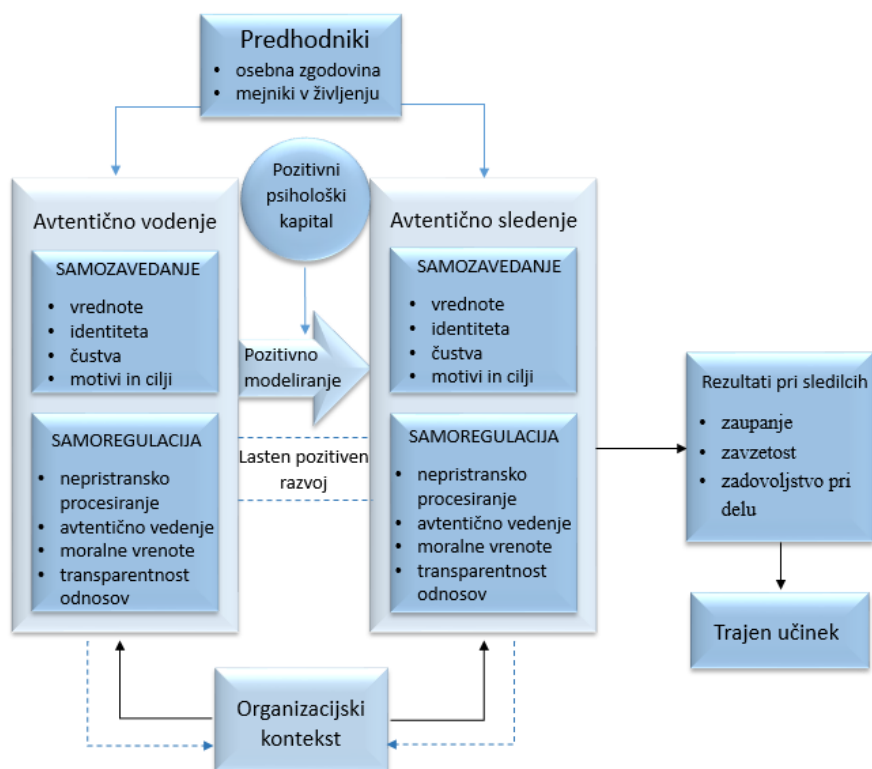 Predhodniki
• osebna zgodovina
• mejniki v življenju
Pozitivni
psihološki
kapital
Avtentično vodenje
SAMOZAVEDANJE
• vrednote
• identiteta
• čustva
• motivi in cilji
SAMOREGULACIJA
• nepristransko
procesiranje
• avtentično vedenje
• moralne vrenote
• transparentnost
odnosov
Pozitivno
modeliranje
Lasten pozitiven
razvoj
Avtentično sledenje
SAMOZAVEDANJE
• vrednote
• identiteta
• čustva
• motivi in cilji
SAMOREGULACIJA
• nepristransko
procesiranje
• avtentično vedenje
• moralne vrenote
• transparentnost
odnosov
Rezultati pri sledilcih
• zaupanje
• zavzetost
• zadovoljstvo pri
delu
Trajen učinek
Organizacijski
kontekst